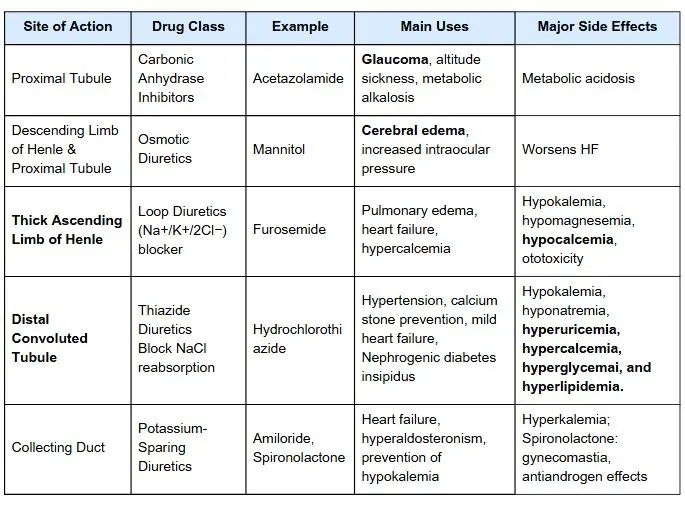 Site of Action Drug Class Example Main Uses Major Side Effects
Proximal Tubule
Carbonic
Anhydrase
Inhibitors
Acetazolamide
Glaucoma, altitude
sickness, metabolic
alkalosis
Metabolic acidosis
Descending Limb
of Henle &
Proximal Tubule
Osmotic
Diuretics
Mannitol
Cerebral edema,
increased intraocular
pressure
Worsens HF
Thick Ascending
Limb of Henle
Loop Diuretics
(Na+/K+/2Cl−)
blocker
Furosemide
Pulmonary edema,
heart failure,
hypercalcemia
Hypokalemia,
hypomagnesemia,
hypocalcemia,
ototoxicity
Distal
Convoluted
Tubule
Thiazide
Diuretics
Block NaCl
reabsorption
Hydrochlorothi
azide
Hypertension, calcium
stone prevention, mild
heart failure,
Nephrogenic diabetes
insipidus
Hypokalemia,
hyponatremia,
hyperuricemia,
hypercalcemia,
hyperglycemai, and
hyperlipidemia.
Collecting Duct
Potassium-
Sparing
Diuretics
Amiloride,
Spironolactone
Heart failure,
hyperaldosteronism,
prevention of
hypokalemia
Hyperkalemia;
Spironolactone:
gynecomastia,
antiandrogen effects